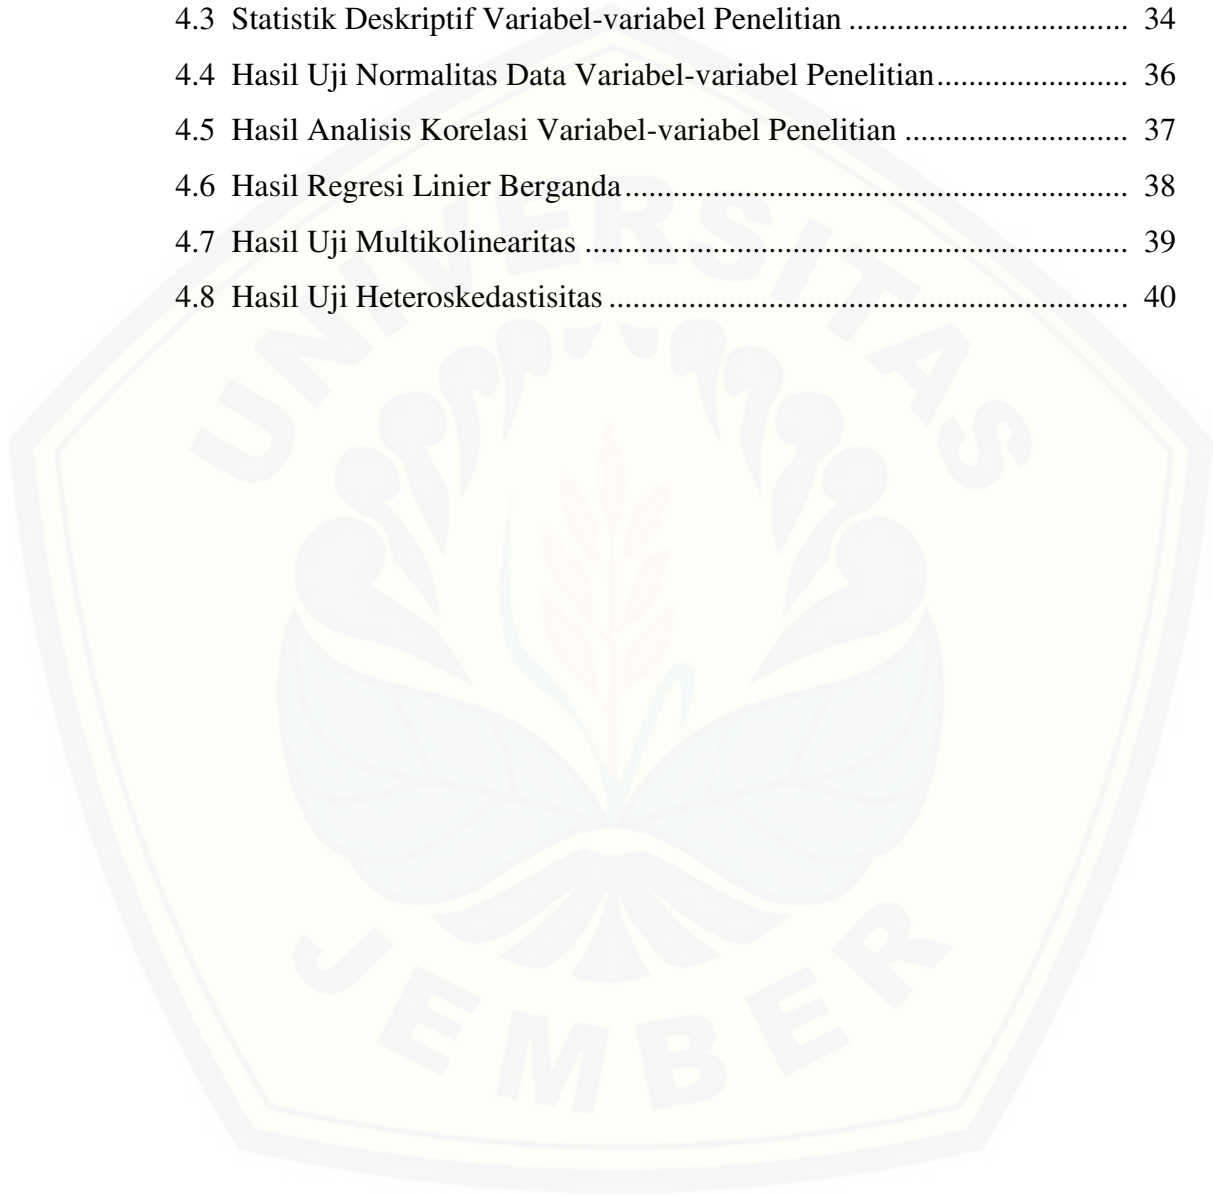 4.3 Statistik Deskriptif Variabel-variabel Penelitian ................................ 34
4.4 Hasil Uji Normalitas Data Variabel-variabel Penelitian...................... 36
4.5 Hasil Analisis Korelasi Variabel-variabel Penelitian ......................... 37
4.6 Hasil Regresi Linier Berganda............................................................. 38
4.7 Hasil Uji Multikolinearitas .................................................................. 39
4.8 Hasil Uji Heteroskedastisitas ............................................................... 40
UNIVERSITAS
JEMBER